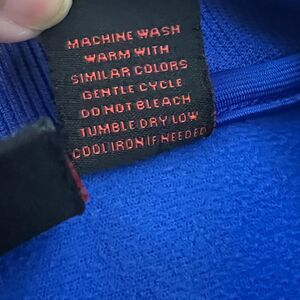 MACHINE WASH
WARM WITH
SIMILAR COLORS
GENTLE CYCLE
DO NOT BLEACH
TUMBLE DRY LOW
COOL IRON IF NEEDED